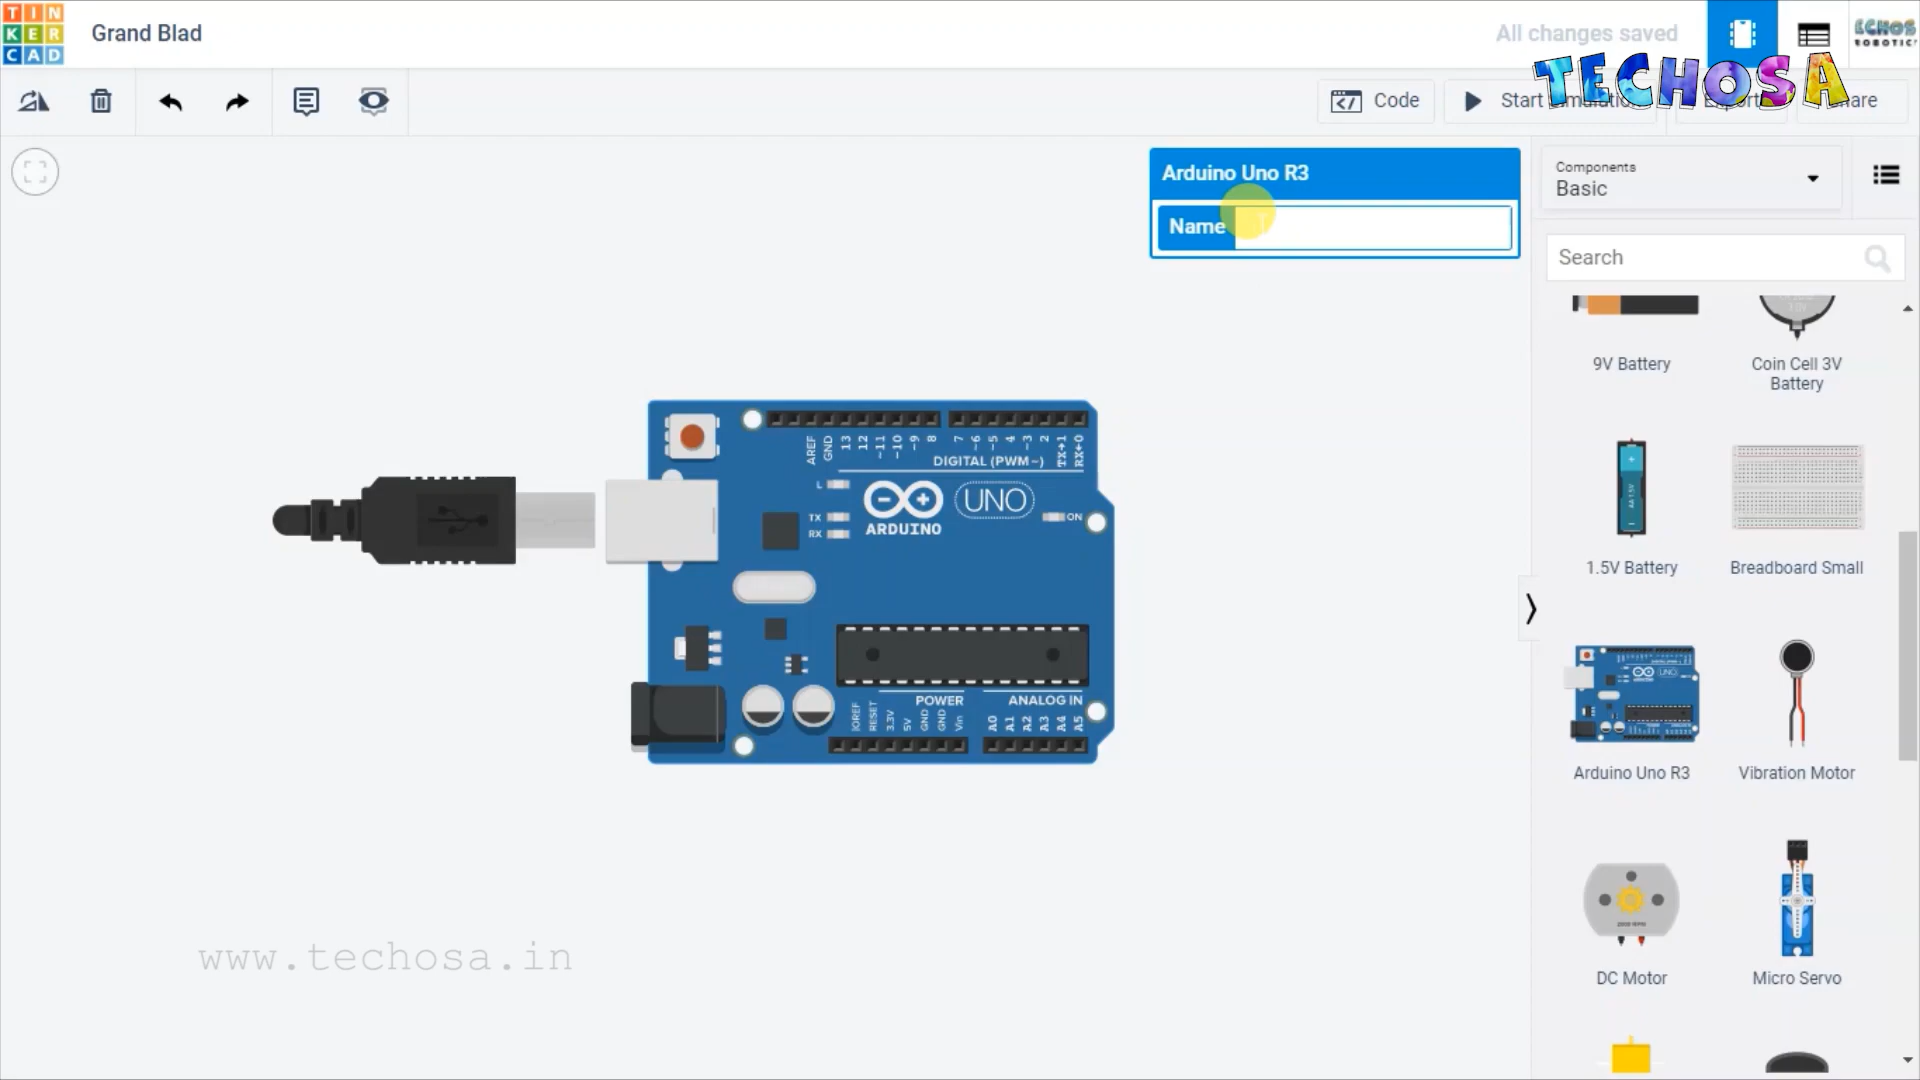 TINKERCAD
Grand Blad
All changes saved
TECHOSA
Code
Start
Arduino Uno R3
Name
Components
Basic
Search
9V Battery
Coin Cell 3V
Battery
1.5V Battery
Breadboard Small
Arduino Uno R3
Vibration Motor
DC Motor
Micro Servo
AREF
GND
13
12
~11
~10
~9
8
7
~6
~5
4
~3
2
TX→1
RX←0
DIGITAL (PWM~)
L
TX
RX
ARDUINO
UNO
ON
POWER
ANALOG IN
IOREF
RESET
3.3V
5V
GND
GND
Vin
A0
A1
A2
A3
A4
A5
www.techosa.in